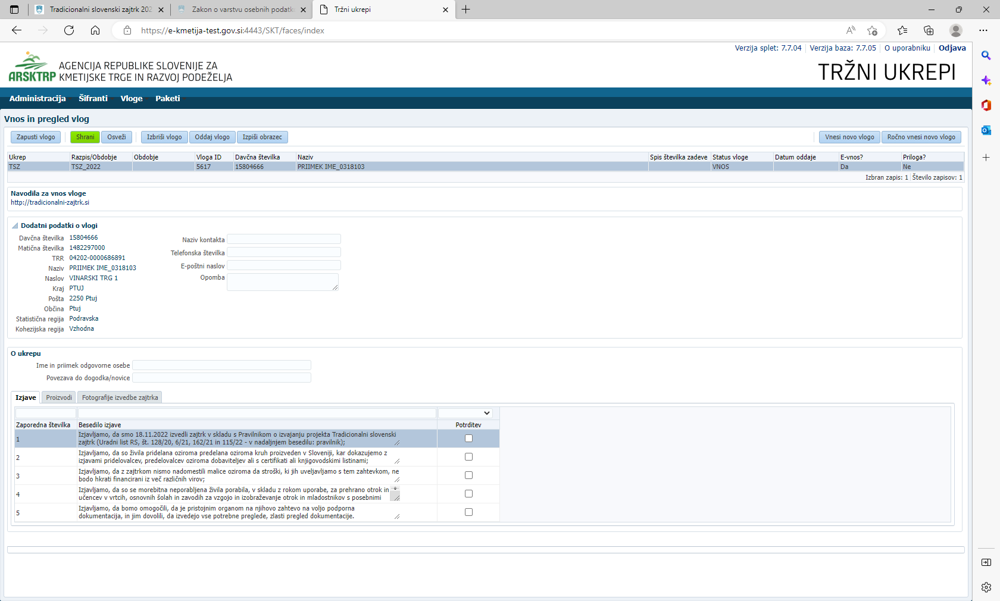 Tradicionalni slovenski zajtrk 202
Zakon o varstvu osebnih podatk
Tržni ukrepi
https://e-kmetija-test.gov.si:4443/SKT/faces/index
Verzija splet: 7.7.04 Verzija baza: 7.7.05 O uporabniku Odjava
ARSKTRP
AGENCIJA REPUBLIKE SLOVENIJE ZA
KMETIJSKE TRGE IN RAZVOJ PODEŽELJA
TRŽNI UKREPI
Administracija Šifranti Vloge Paketi
Vnos in pregled vlog
Zapusti vlogo Shrani Osveži Izbriši vlogo Oddaj vlogo Izpiši obrazec Vnesi novo vlogo Ročno vnesi novo vlogo
Ukrep Razpis/Obdobje Obdobje Vloga ID Davčna številka Naziv Spis številka zadeve Status vloge Datum oddaje E-vnos? Priloga?
TSZ TSZ_2022 5617 15804666 PRIIMEK IME_0318103 VNOS Da Ne
Izbran zapis: 1 Število zapisov: 1
Navodila za vnos vloge
http://tradicionalni-zajtrk.si
Dodatni podatki o vlogi
Davčna številka 15804666
Matična številka 1482297000
TRR 04202-0000686891
Naziv PRIIMEK IME_0318103
Naslov VINARSKI TRG 1
Kraj PTUJ
Pošta 2250 Ptuj
Občina Ptuj
Statistična regija Podravska
Kohezijska regija Vzhodna
Naziv kontakta
Telefonska številka
E-poštni naslov
Opomba
O ukrepu
Ime in priimek odgovorne osebe
Povezava do dogodka/novice
Izjave Proizvodi Fotografije izvedbe zajtrka
Zaporedna številka Besedilo izjave Potrditev
1 Izjavljamo, da smo 18.11.2022 izvedli zajtrk v skladu s Pravilnikom o izvajanju projekta Tradicionalni slovenski
zajtrk (Uradni list RS, št. 128/20, 6/21, 162/21 in 115/22 - v nadaljnjem besedilu: pravilnik);
2 Izjavljamo, da so živila pridelana oziroma predelana oziroma kruh proizveden v Sloveniji, kar dokazujemo z
izjavami pridelovalcev, predelovalcev oziroma dobaviteljev ali s certifikati ali knjigovodskimi listinami;
3 Izjavljamo, da z zajtrkom nismo nadomestili malice oziroma da stroški, ki jih uveljavljamo s tem zahtevkom, ne
bodo hkrati financirani iz več različnih virov;
4 Izjavljamo, da so se morebitna neporabljena živila porabila, v skladu z rokom uporabe, za prehrano otrok in
učencev v vrtcih, osnovnih šolah in zavodih za vzgojo in izobraževanje otrok in mladostnikov s posebnimi
5 Izjavljamo, da bomo omogočili, da je pristojnim organom na njihovo zahtevo na voljo podporna
dokumentacija, in jim dovolili, da izvedejo vse potrebne preglede, zlasti pregled dokumentacije.